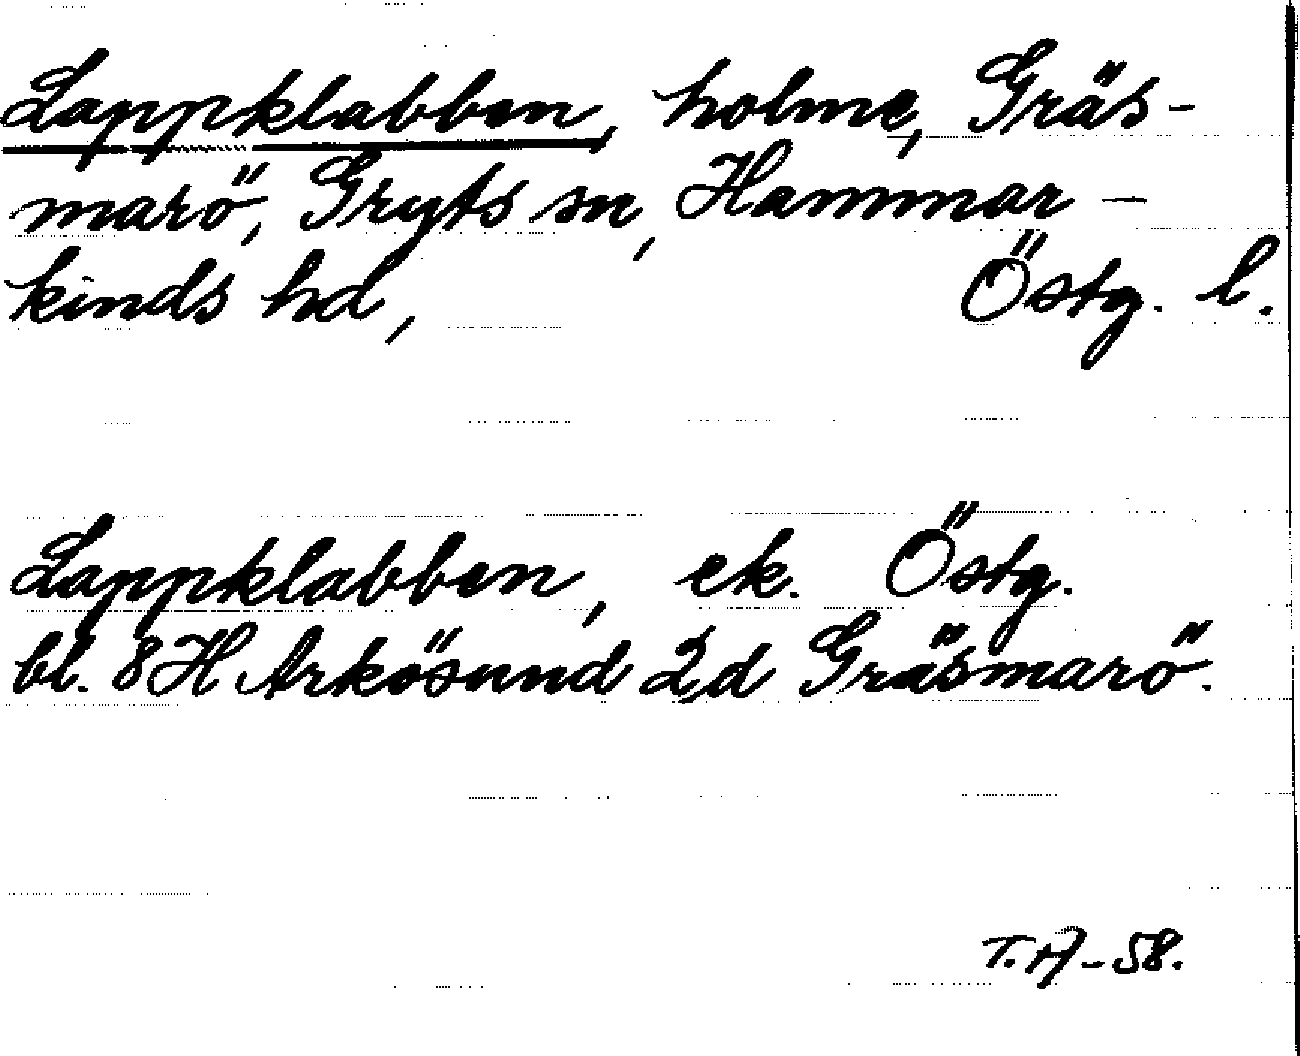 Lappklabben, holme, Gräs-
marö, Gryts sn, Hammar-
kinds hd, Östg. l.
Lappklabben, ek. Östg.
bl. 8H Arkösund 2d Gräsmarö.
T.A-58.